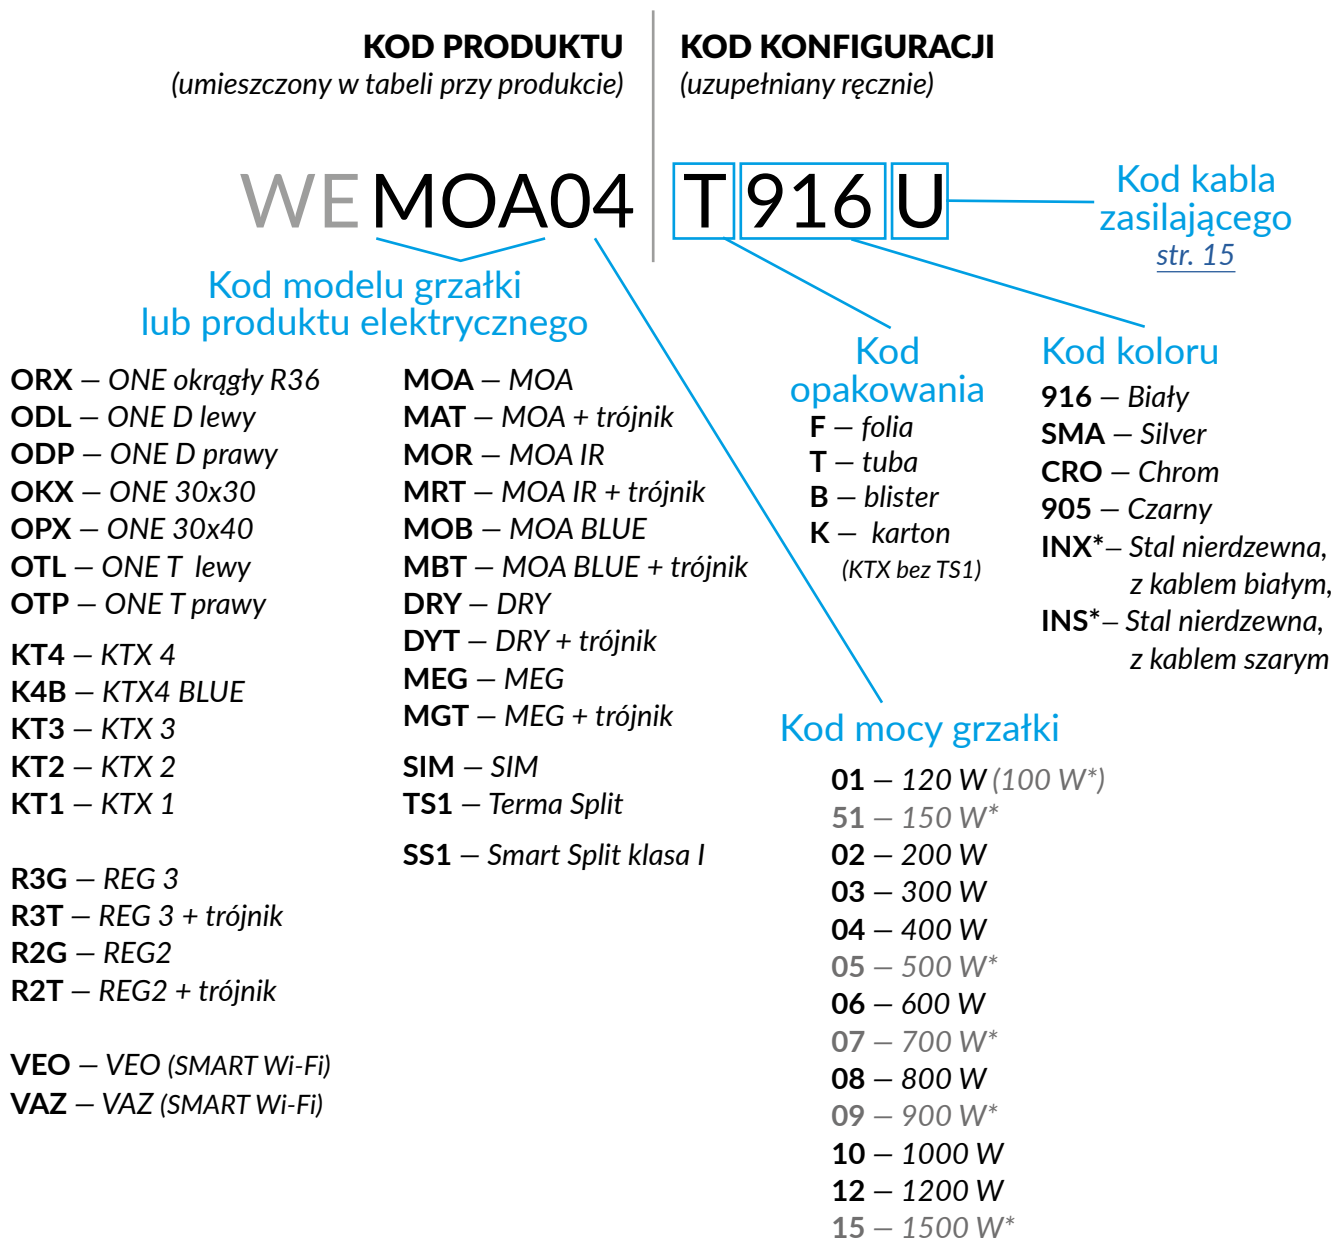 KOD PRODUKTU
(umieszczony w tabeli przy produkcie)
KOD KONFIGURACJI
(uzupełniany ręcznie)
WEMOA04 T916U
Kod kabla
zasilającego
str. 15
Kod modelu grzałki
lub produktu elektrycznego
ORX – ONE okrągły R36
ODL – ONE D lewy
ODP – ONE D prawy
OKX – ONE 30x30
OPX – ONE 30x40
OTL – ONE T lewy
OTP – ONE T prawy
KT4 – KTX 4
K4B – KTX4 BLUE
KT3 – KTX 3
KT2 – KTX 2
KT1 – KTX 1
R3G – REG 3
R3T – REG 3 + trójnik
R2G – REG2
R2T – REG2 + trójnik
VEO – VEO (SMART Wi-Fi)
VAZ – VAZ (SMART Wi-Fi)
MOA – MOA
MAT – MOA + trójnik
MOR – MOA IR
MRT – MOA IR + trójnik
MOB – MOA BLUE
MBT – MOA BLUE + trójnik
DRY – DRY
DYT – DRY + trójnik
MEG – MEG
MGT – MEG + trójnik
SIM – SIM
TS1 – Terma Split
SS1 – Smart Split klasa I
Kod
opakowania
F – folia
T – tuba
B – blister
K – karton
(KTX bez TS1)
Kod koloru
916 – Biały
SMA – Silver
CRO – Chrom
905 – Czarny
INX*– Stal nierdzewna,
z kablem białym,
INS*– Stal nierdzewna,
z kablem szarym
Kod mocy grzałki
01 – 120 W (100 W*)
51 – 150 W*
02 – 200 W
03 – 300 W
04 – 400 W
05 – 500 W*
06 – 600 W
07 – 700 W*
08 – 800 W
09 – 900 W*
10 – 1000 W
12 – 1200 W
15 – 1500 W*